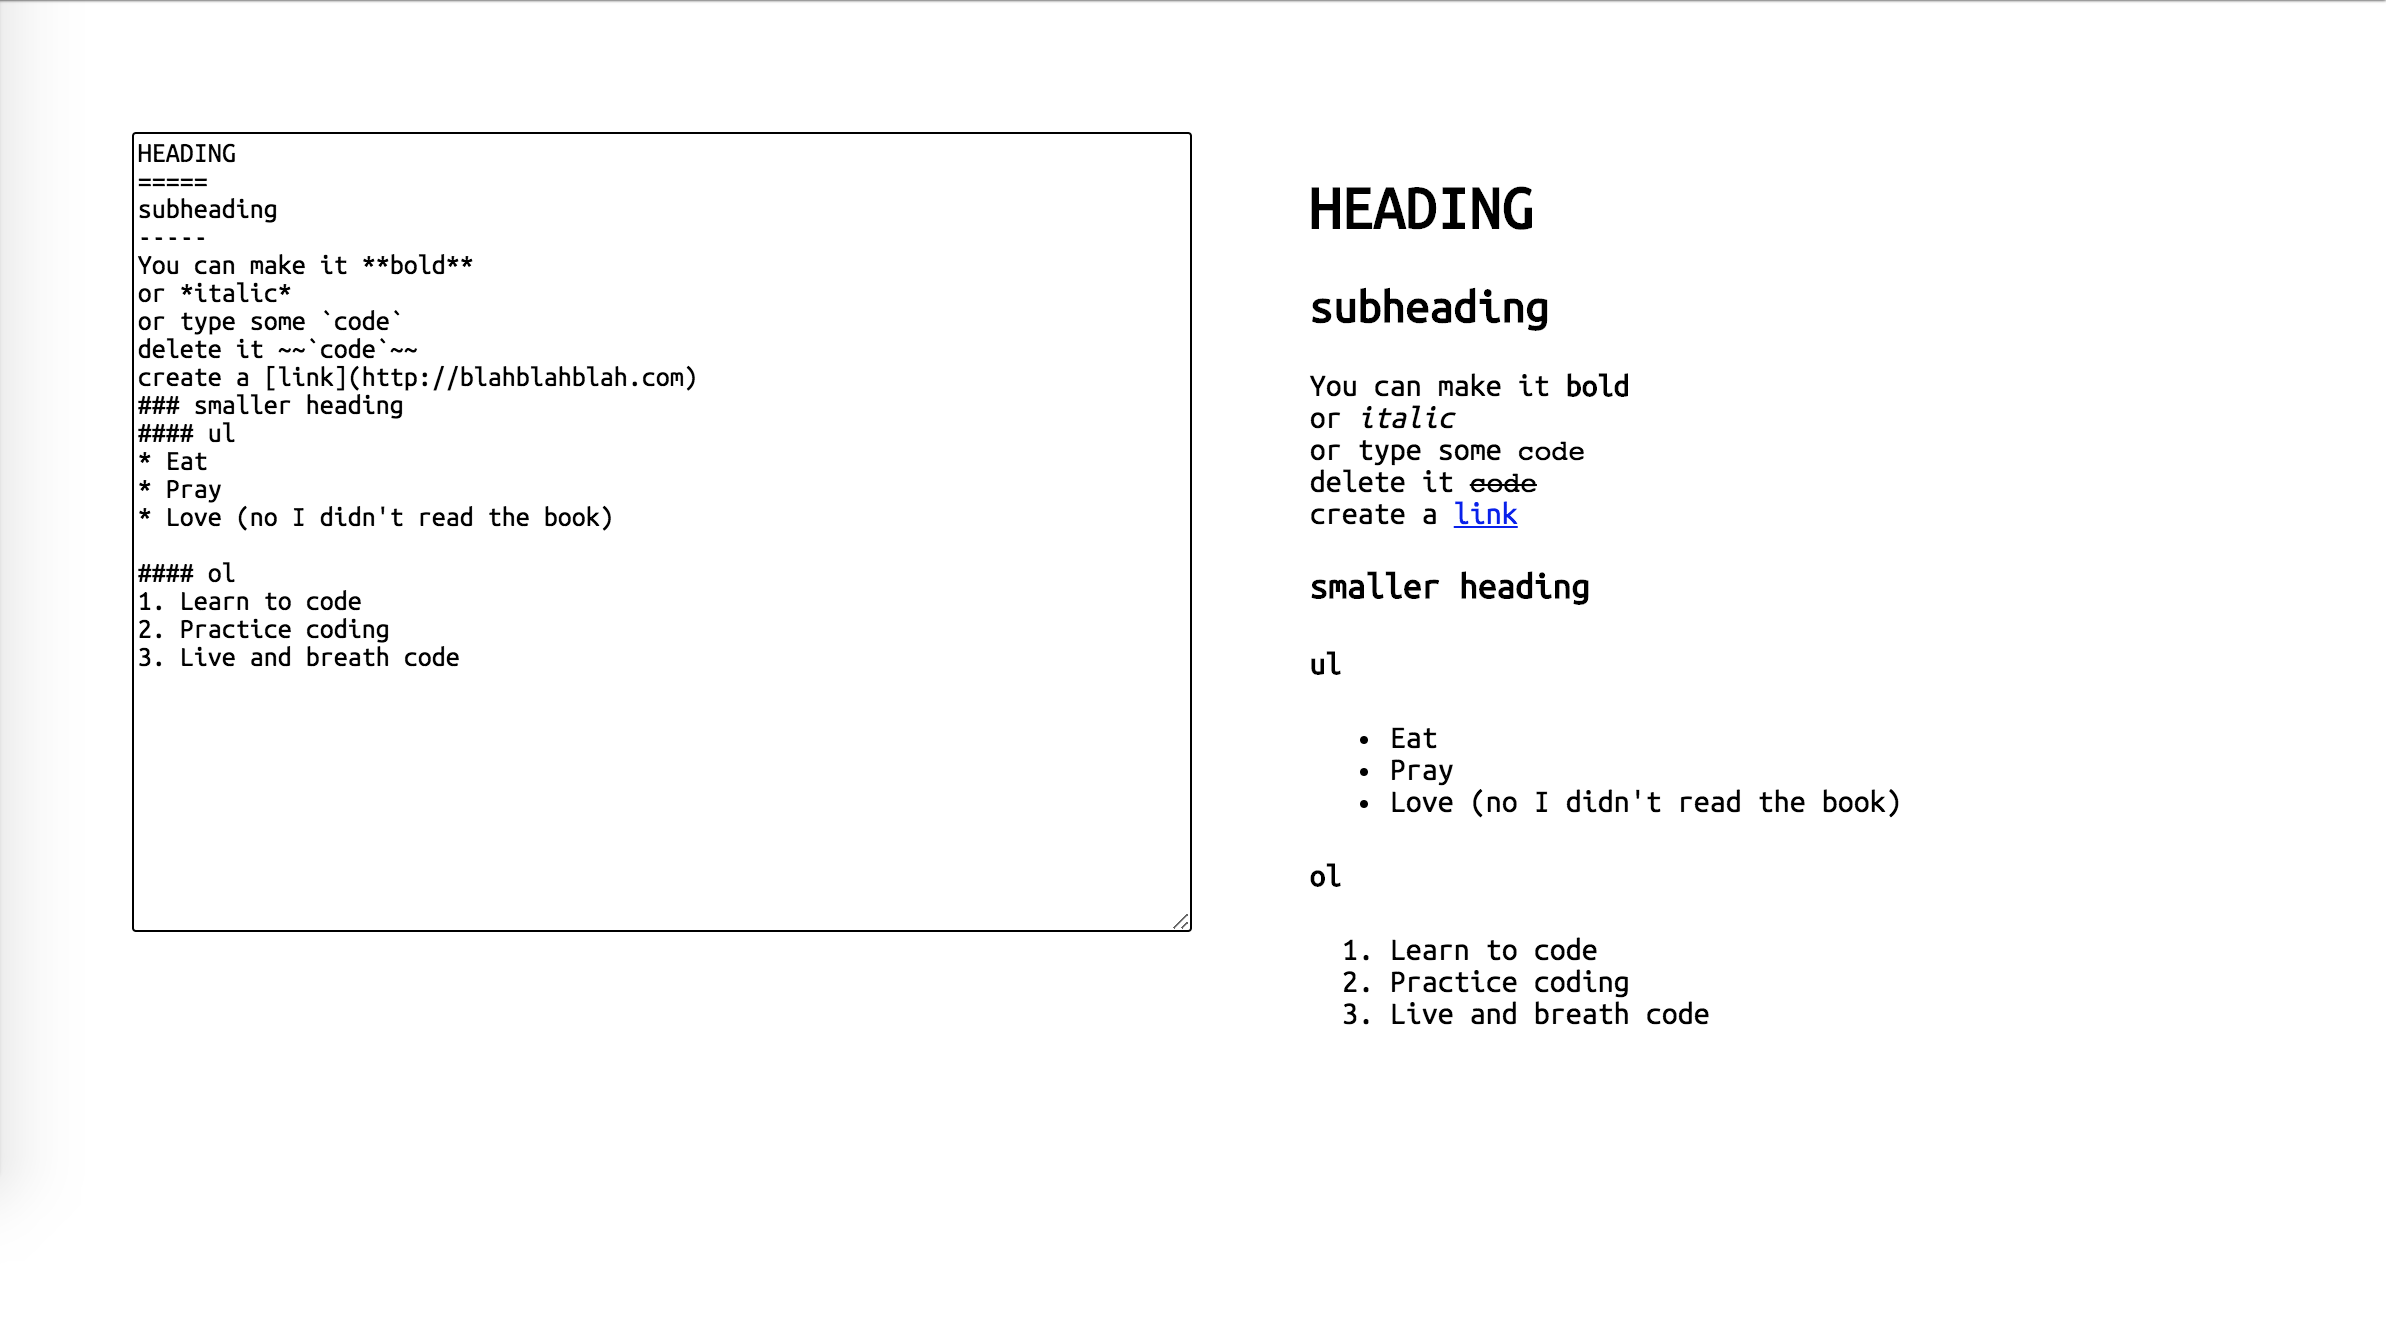 HEADING
=====
subheading
-----
You can make it **bold**
or *italic*
or type some `code`
delete it ~~`code`~~
create a [link](http://blahblahblah.com)
### smaller heading
#### ul
* Eat
* Pray
* Love (no I didn't read the book)

#### ol
1. Learn to code
2. Practice coding
3. Live and breath code
HEADING
subheading
You can make it bold
or italic
or type some code
delete it code
create a link
smaller heading
ul
• Eat
• Pray
• Love (no I didn't read the book)
ol
1. Learn to code
2. Practice coding
3. Live and breath code